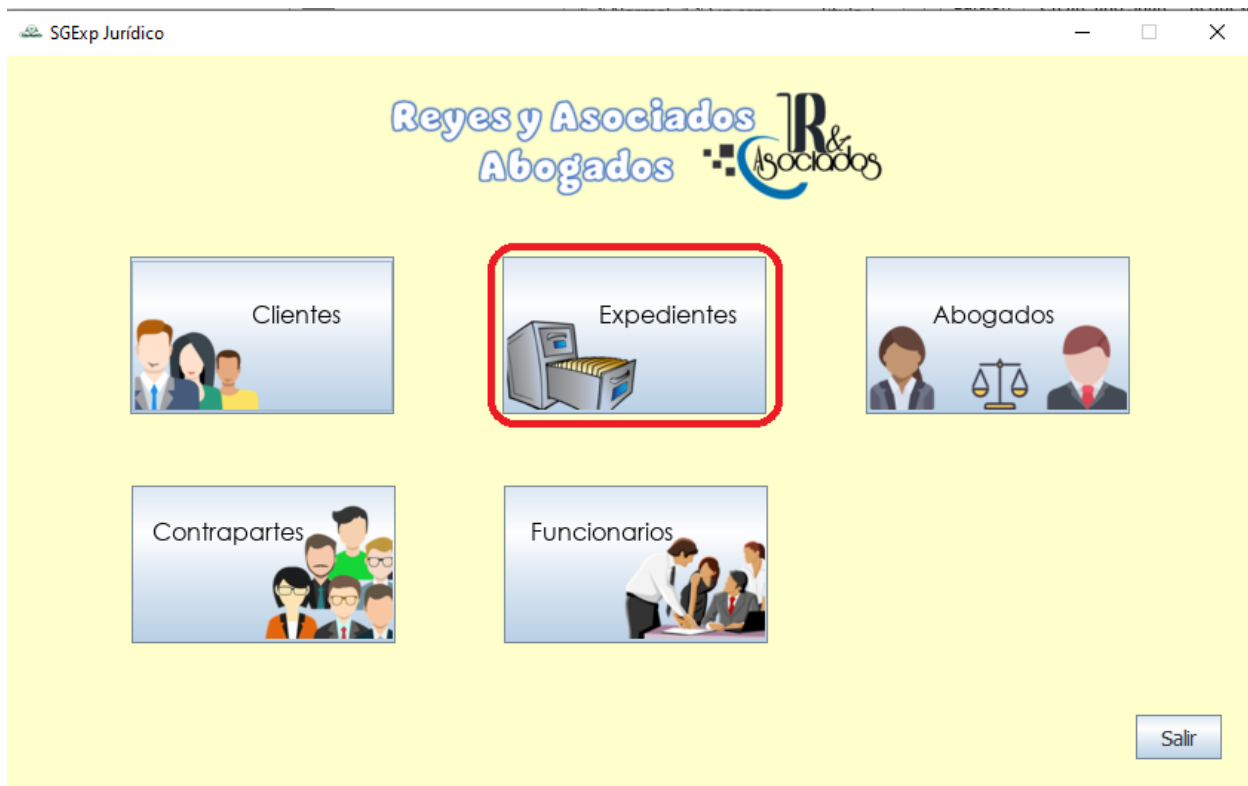 SGExp Jurídico
Reyes y Asociados
Abogados
R&
Asociados
Clientes
Expedientes
Abogados
Contrapartes
Funcionarios
Salir